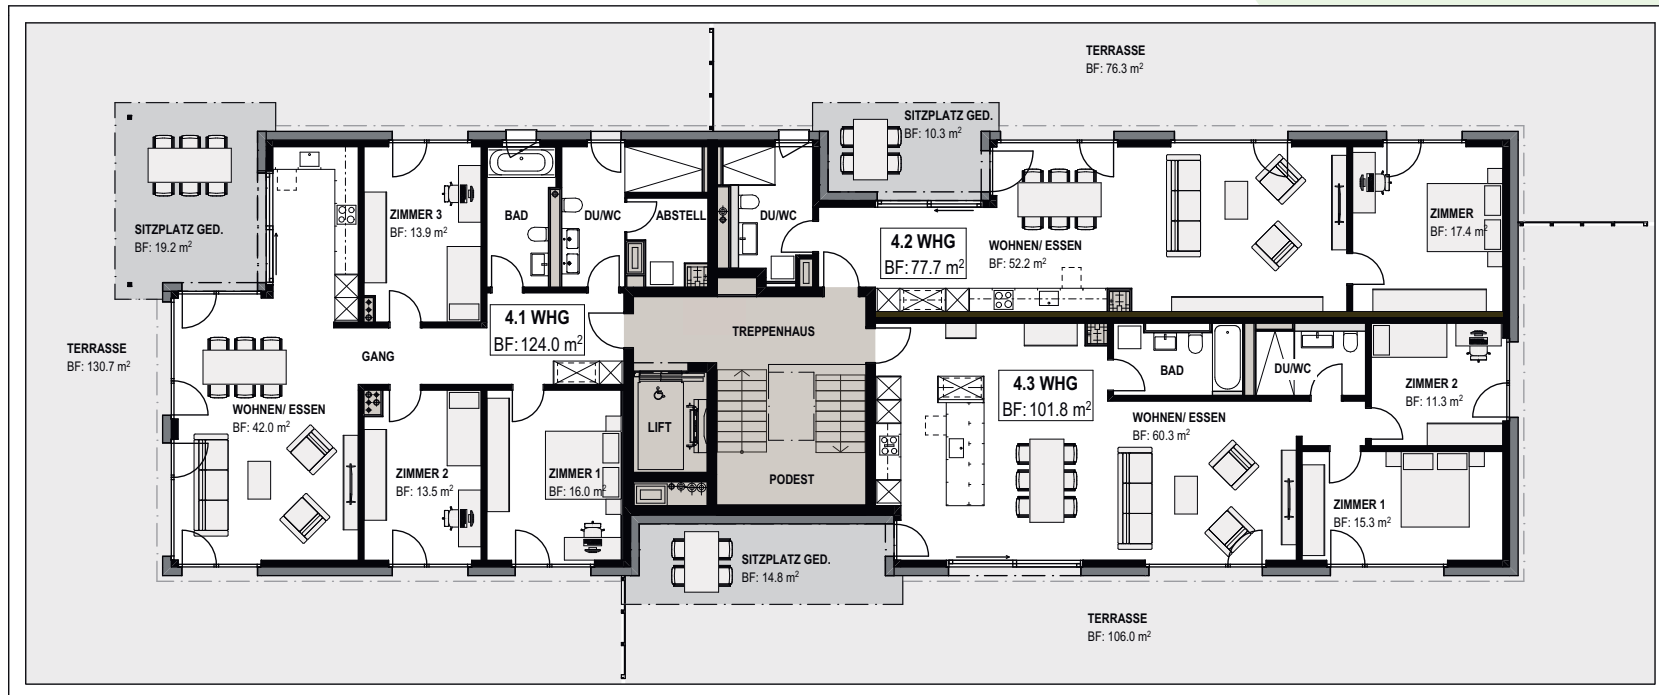 TERRASSE
BF: 76.3 m²
SITZPLATZ GED.
BF: 10.3 m²
SITZPLATZ GED.
BF: 19.2 m²
ZIMMER 3
BF: 13.9 m²
BAD
DU/WC
ABSTELL
DU/WC
4.2 WHG
BF: 77.7 m²
WOHNEN/ ESSEN
BF: 52.2 m²
ZIMMER
BF: 17.4 m²
4.1 WHG
BF: 124.0 m²
TREPPENHAUS
TERRASSE
BF: 130.7 m²
GANG
WOHNEN/ ESSEN
BF: 42.0 m²
ZIMMER 2
BF: 13.5 m²
ZIMMER 1
BF: 16.0 m²
LIFT
PODEST
4.3 WHG
BF: 101.8 m²
BAD
DU/WC
ZIMMER 2
BF: 11.3 m²
WOHNEN/ ESSEN
BF: 60.3 m²
ZIMMER 1
BF: 15.3 m²
SITZPLATZ GED.
BF: 14.8 m²
TERRASSE
BF: 106.0 m²